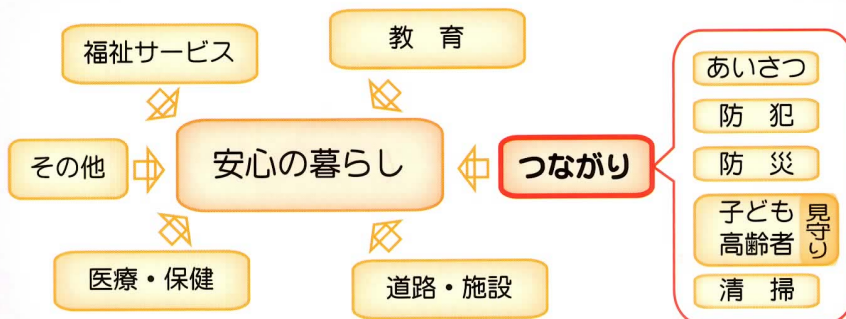 福祉サービス
教 育
その他
安心の暮らし
つながり
医療・保健
道路・施設
あいさつ
防 犯
防 災
子ども
高齢者
見守り
清 掃